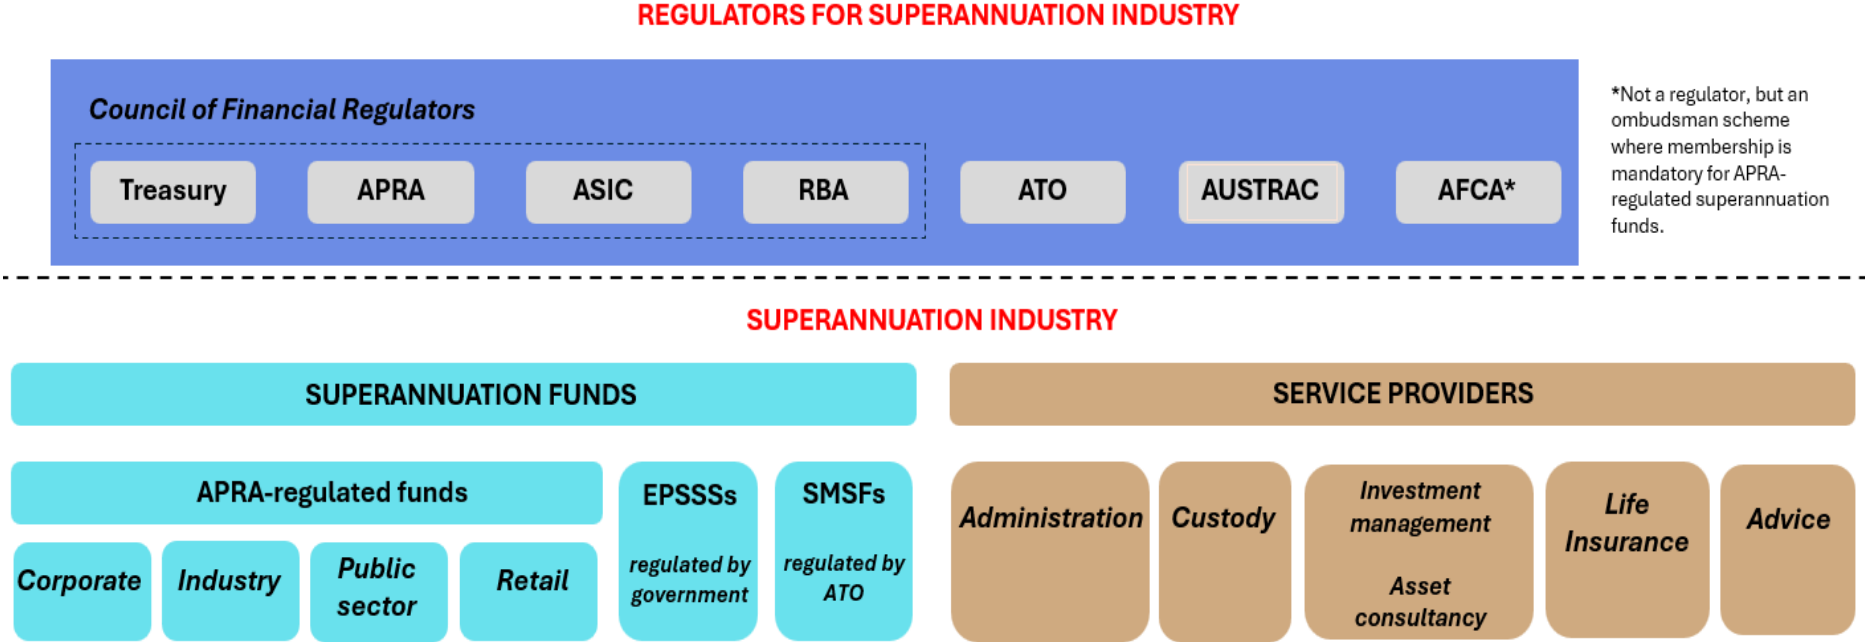 REGULATORS FOR SUPERANNUATION INDUSTRY
Council of Financial Regulators
Treasury
APRA
ASIC
RBA
ATO
AUSTRAC
AFCA*
*Not a regulator, but an
ombudsman scheme
where membership is
mandatory for APRA-
regulated superannuation
funds.
SUPERANNUATION INDUSTRY
SUPERANNUATION FUNDS
APRA-regulated funds
Corporate
Industry
Public
sector
Retail
EPSSSs
regulated by
government
SMSFs
regulated by
ATO
SERVICE PROVIDERS
Administration
Custody
Investment
management
Asset
consultancy
Life
Insurance
Advice